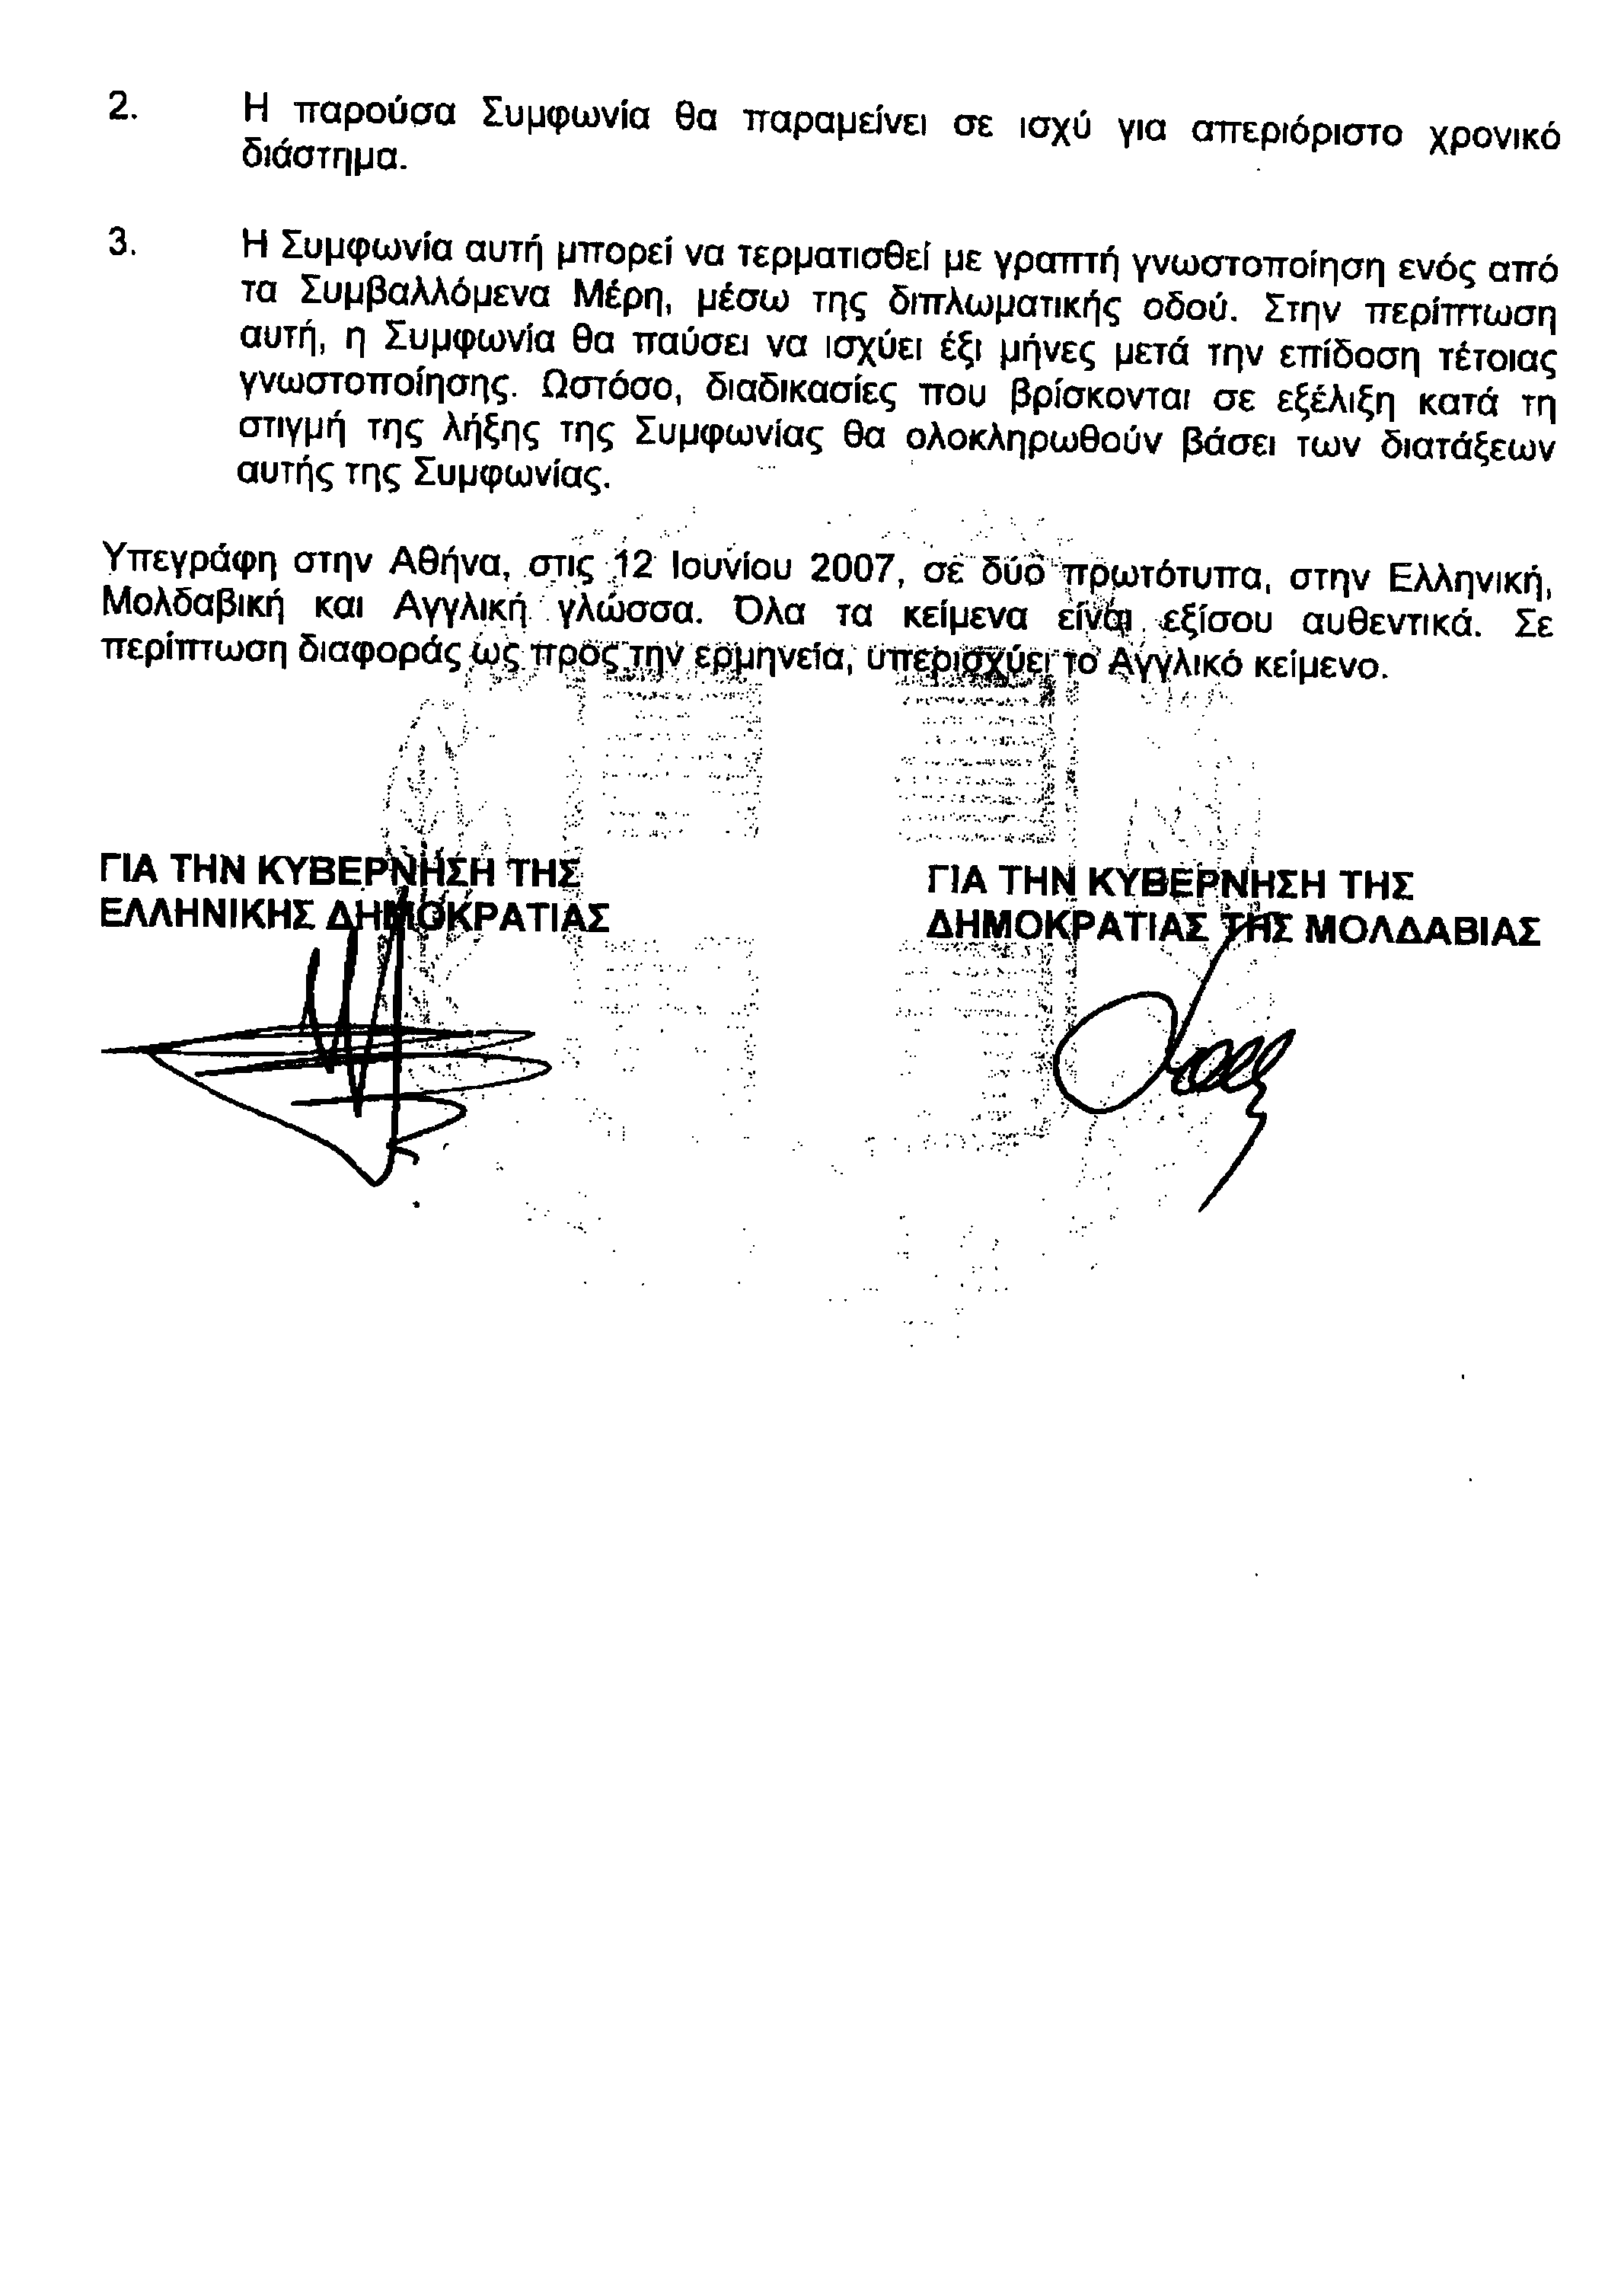 2. Η παρούσα Συμφωνία θα παραμείνει σε ισχύ για απεριόριστο χρονικό
διάστημα.
3. Η Συμφωνία αυτή μπορεί να τερματισθεί με γραπτή γνωστοποίηση ενός από
τα Συμβαλλόμενα Μέρη, μέσω της διπλωματικής οδού. Στην περίπτωση
αυτή, η Συμφωνία θα παύσει να ισχύει έξι μήνες μετά την επίδοση τέτοιας
γνωστοποίησης. Ωστόσο, διαδικασίες που βρίσκονται σε εξέλιξη κατά τη
στιγμή της λήξης της Συμφωνίας θα ολοκληρωθούν βάσει των διατάξεων
αυτής της Συμφωνίας.
Υπεγράφη στην Αθήνα, στις 12 Ιουνίου 2007, σε δύο πρωτότυπα, στην Ελληνική,
Μολδαβική και Αγγλική γλώσσα. Όλα τα κείμενα είναι εξίσου αυθεντικά. Σε
περίπτωση διαφοράς ως προς την ερμηνεία, υπερισχύει το Αγγλικό κείμενο.
ΓΙΑ ΤΗΝ ΚΥΒΕΡΝΗΣΗ ΤΗΣ
ΕΛΛΗΝΙΚΗΣ ΔΗΜΟΚΡΑΤΙΑΣ
ΓΙΑ ΤΗΝ ΚΥΒΕΡΝΗΣΗ ΤΗΣ
ΔΗΜΟΚΡΑΤΙΑΣ ΤΗΣ ΜΟΛΔΑΒΙΑΣ